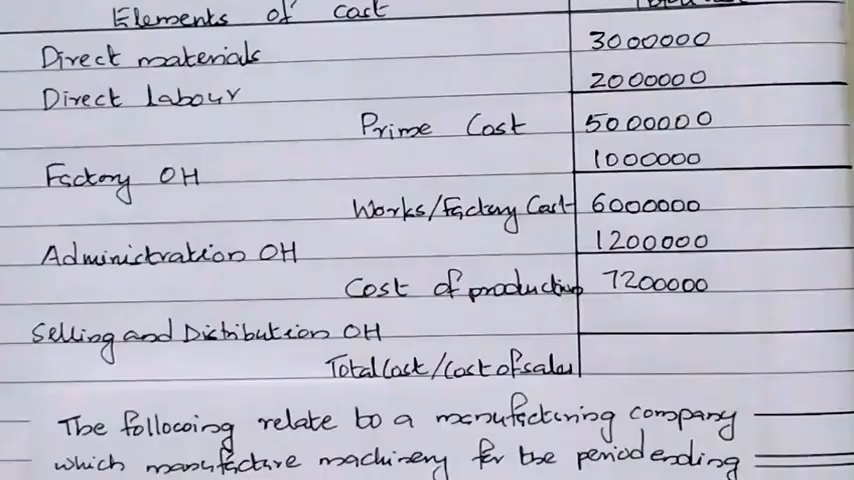 Elements of cost
Direct materials 3000000
Direct labour 2000000
Prime Cost 5000000
Factory OH 1000000
Works/Factory Cost 6000000
Administration OH 1200000
Cost of production 7200000
Selling and Distribution OH
Total Cost/Cost of sales
The following relate to a manufacturing company
which manufacture machinery for the period ending